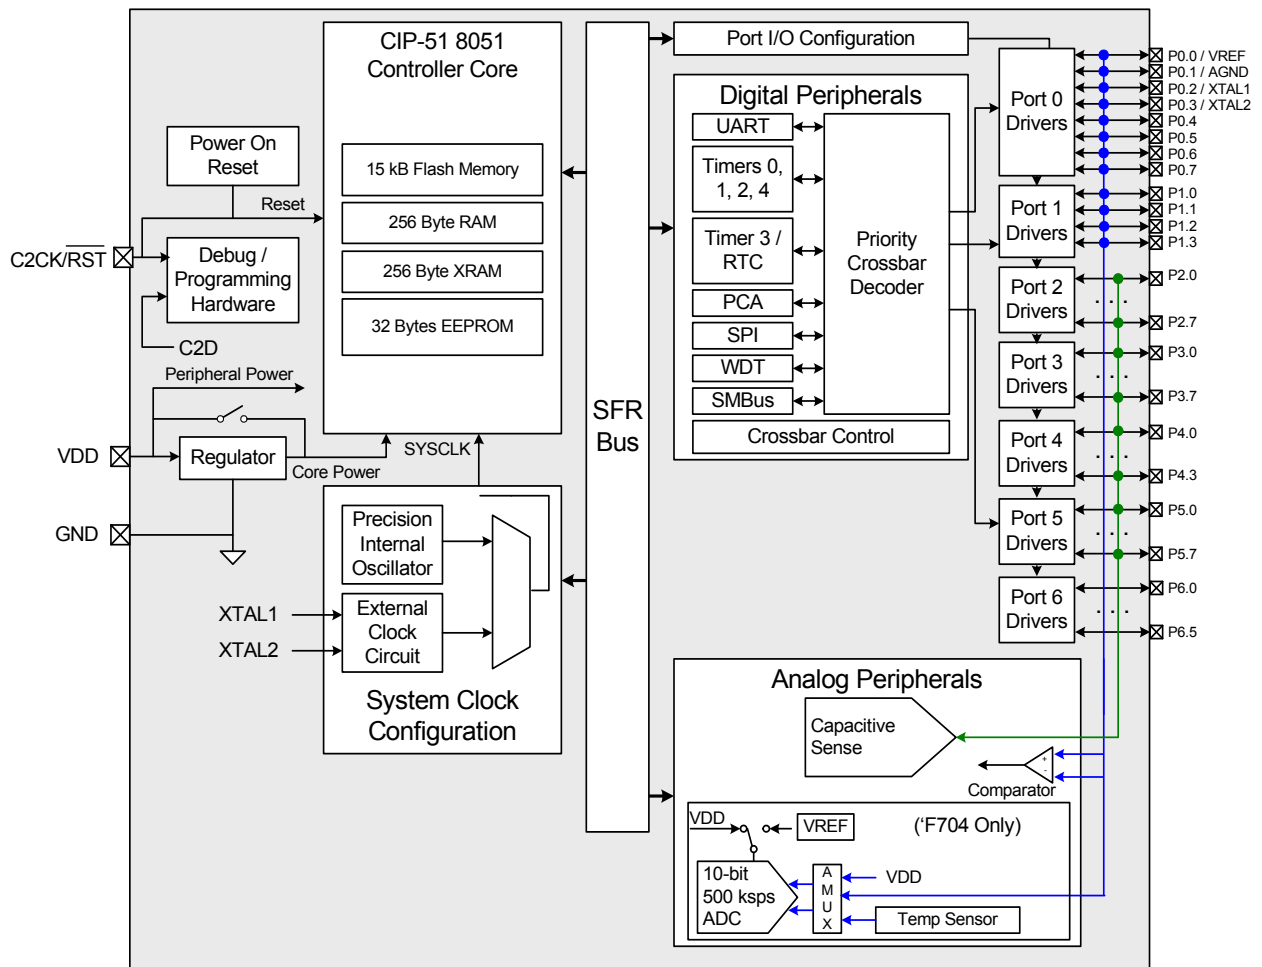 CIP-51 8051
Controller Core
15 kB Flash Memory
256 Byte RAM
256 Byte XRAM
32 Bytes EEPROM
Power On
Reset
Reset
C2CK/RST
Debug /
Programming
Hardware
C2D
Peripheral Power
VDD
Regulator
Core Power
SYSCLK
GND
Precision
Internal
Oscillator
XTAL1
XTAL2
External
Clock
Circuit
System Clock
Configuration
SFR
Bus
Port I/O Configuration
Digital Peripherals
UART
Timers 0,
1, 2, 4
Timer 3 /
RTC
PCA
SPI
WDT
SMBus
Priority
Crossbar
Decoder
Crossbar Control
Port 0
Drivers
Port 1
Drivers
Port 2
Drivers
Port 3
Drivers
Port 4
Drivers
Port 5
Drivers
Port 6
Drivers
P0.0 / VREF
P0.1 / AGND
P0.2 / XTAL1
P0.3 / XTAL2
P0.4
P0.5
P0.6
P0.7
P1.0
P1.1
P1.2
P1.3
P2.0
. . .
P2.7
P3.0
. . .
P3.7
P4.0
. . .
P4.3
P5.0
. . .
P5.7
P6.0
. . .
P6.5
Analog Peripherals
Capacitive
Sense
+
-
Comparator
VDD
VREF
('F704 Only)
10-bit
500 ksps
ADC
A
M
U
X
VDD
Temp Sensor